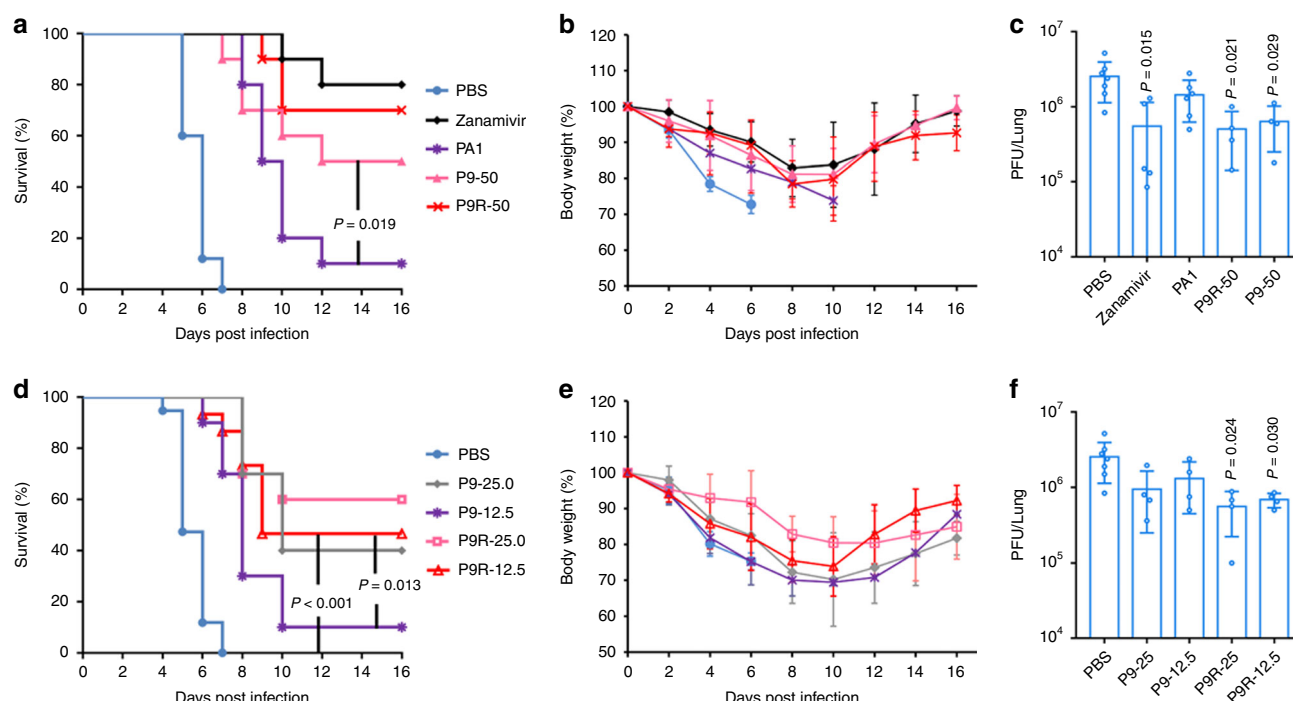 a
Survival (%)
100
80
60
40
20
0
0 2 4 6 8 10 12 14 16
Days post infection
P = 0.019
PBS
Zanamivir
PA1
P9-50
P9R-50
b
Body weight (%)
120
110
100
90
80
70
60
50
0 2 4 6 8 10 12 14 16
Days post infection
c
PFU/Lung
10⁷
10⁶
10⁵
10⁴
P = 0.015
P = 0.021
P = 0.029
PBS
Zanamivir
PA1
P9R-50
P9-50
d
Survival (%)
100
80
60
40
20
0
0 2 4 6 8 10 12 14 16
Days post infection
P < 0.001
P = 0.013
PBS
P9-25.0
P9-12.5
P9R-25.0
P9R-12.5
e
Body weight (%)
120
110
100
90
80
70
60
50
0 2 4 6 8 10 12 14 16
Days post infection
f
PFU/Lung
10⁷
10⁶
10⁵
10⁴
P = 0.024
P = 0.030
PBS
P9-25
P9-12.5
P9R-25
P9R-12.5